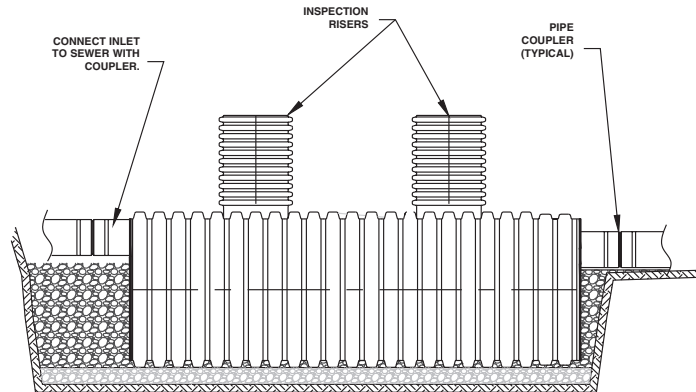 INSPECTION
RISERS
CONNECT INLET
TO SEWER WITH
COUPLER.
PIPE
COUPLER
(TYPICAL)